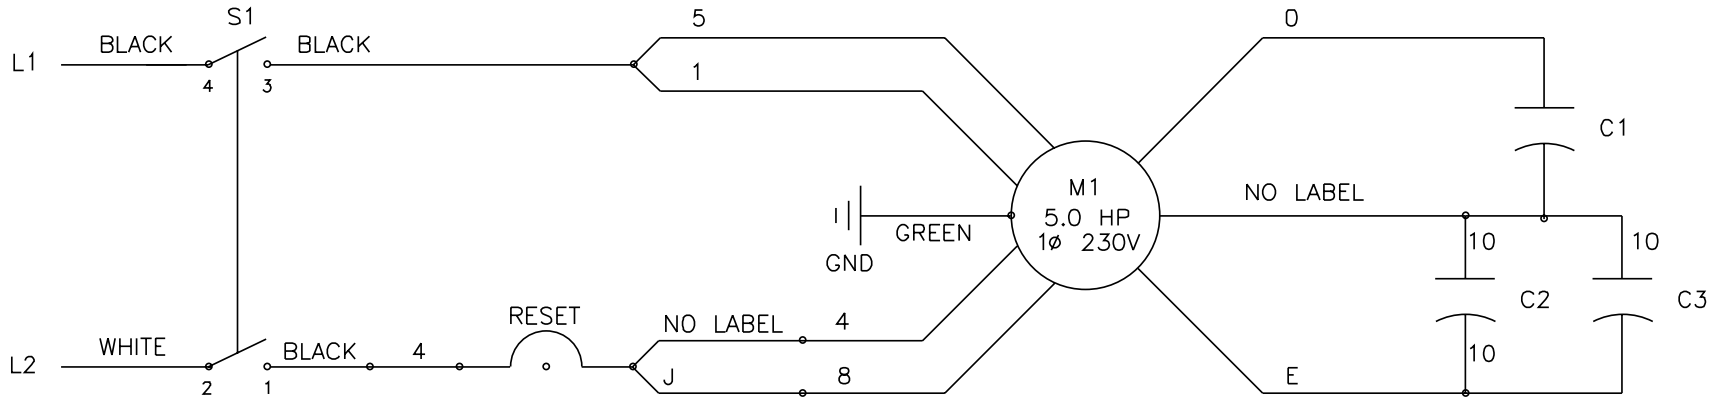 S1
5
O
L1
BLACK
BLACK
4
3
1
C1
M1
5.0 HP
1ø 230V
NO LABEL
GREEN
GND
10
10
C2
C3
RESET
NO LABEL
4
L2
WHITE
BLACK
4
10
2
1
J
8
E